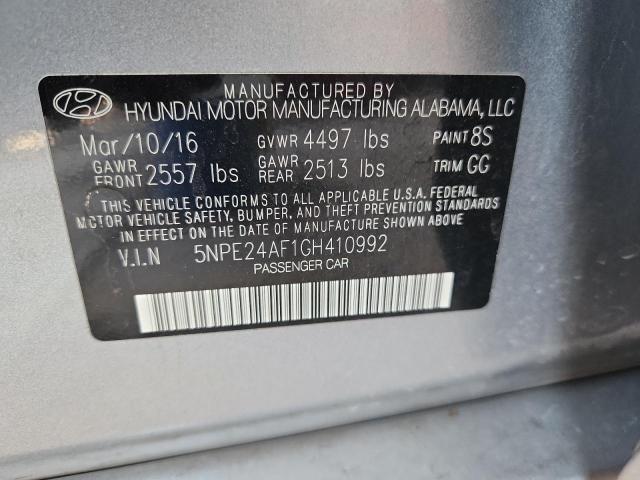 MANUFACTURED BY
HYUNDAI MOTOR MANUFACTURING ALABAMA, LLC
Mar/10/16 GVWR 4497 lbs PAINT 8S
GAWR FRONT 2557 lbs GAWR REAR 2513 lbs TRIM GG
THIS VEHICLE CONFORMS TO ALL APPLICABLE U.S.A. FEDERAL
MOTOR VEHICLE SAFETY, BUMPER, AND THEFT PREVENTION STANDARDS
IN EFFECT ON THE DATE OF MANUFACTURE SHOWN ABOVE.
V.I.N 5NPE24AF1GH410992
PASSENGER CAR